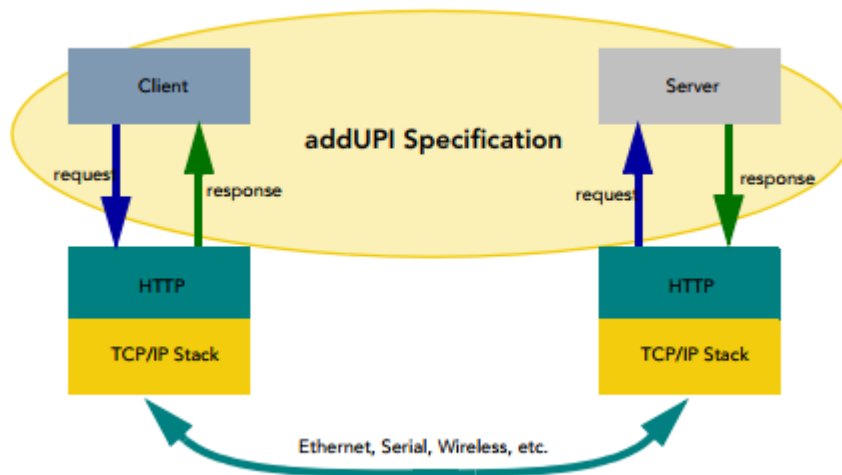 Client
Server
addUPI Specification
request
response
request
response
HTTP
HTTP
TCP/IP Stack
TCP/IP Stack
Ethernet, Serial, Wireless, etc.